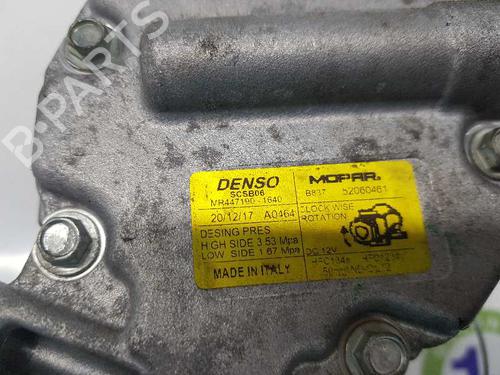 B-PARTS
DENSO
SCSB06
MR447190-1640
20/12/17 A0464
DESING PRES
HIGH SIDE 3.53 Mpa
LOW SIDE 1.67 Mpa
MADE IN ITALY
MOPAR
B837 52060461
CLOCK WISE
ROTATION
DC 12V
HFC134a